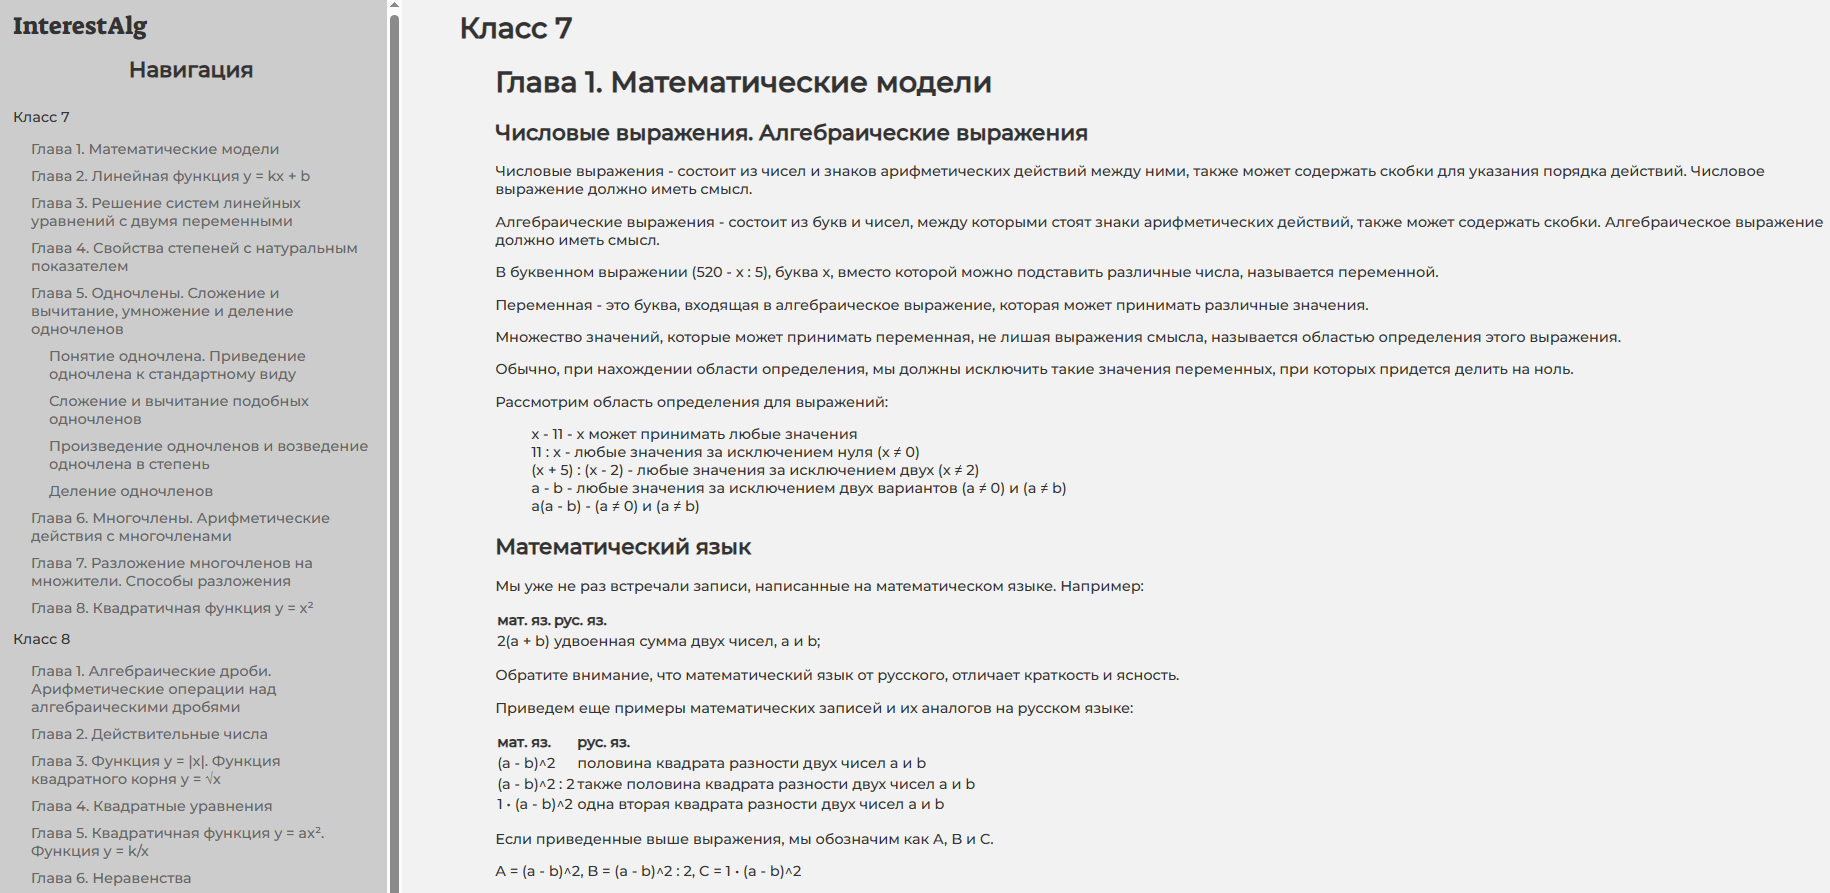 InterestAlg
Навигация
Класс 7
Глава 1. Математические модели
Глава 2. Линейная функция y = kx + b
Глава 3. Решение систем линейных
уравнений с двумя переменными
Глава 4. Свойства степеней с натуральным
показателем
Глава 5. Одночлены. Сложение и
вычитание, умножение и деление
одночленов
Понятие одночлена. Приведение
одночлена к стандартному виду
Сложение и вычитание подобных
одночленов
Произведение одночленов и возведение
одночлена в степень
Деление одночленов
Глава 6. Многочлены. Арифметические
действия с многочленами
Глава 7. Разложение многочленов на
множители. Способы разложения
Глава 8. Квадратичная функция y = x²
Класс 8
Глава 1. Алгебраические дроби.
Арифметические операции над
алгебраическими дробями
Глава 2. Действительные числа
Глава 3. Функция y = |x|. Функция
квадратного корня y = √x
Глава 4. Квадратные уравнения
Глава 5. Квадратичная функция y = ax².
Функция y = k/x
Глава 6. Неравенства
Класс 7
Глава 1. Математические модели
Числовые выражения. Алгебраические выражения
Числовые выражения - состоит из чисел и знаков арифметических действий между ними, также может содержать скобки для указания порядка действий. Числовое
выражение должно иметь смысл.
Алгебраические выражения - состоит из букв и чисел, между которыми стоят знаки арифметических действий, также может содержать скобки. Алгебраическое выражение
должно иметь смысл.
В буквенном выражении (520 - x : 5), буква x, вместо которой можно подставить различные числа, называется переменной.
Переменная - это буква, входящая в алгебраическое выражение, которая может принимать различные значения.
Множество значений, которые может принимать переменная, не лишая выражения смысла, называется областью определения этого выражения.
Обычно, при нахождении области определения, мы должны исключить такие значения переменных, при которых придется делить на ноль.
Рассмотрим область определения для выражений:
x - 11 - x может принимать любые значения
11 : x - любые значения за исключением нуля (x ≠ 0)
(x + 5) : (x - 2) - любые значения за исключением двух (x ≠ 2)
a - b - любые значения за исключением двух вариантов (a ≠ 0) и (a ≠ b)
a(a - b) - (a ≠ 0) и (a ≠ b)
Математический язык
Мы уже не раз встречали записи, написанные на математическом языке. Например:
мат. яз. рус. яз.
2(a + b) удвоенная сумма двух чисел, a и b;
Обратите внимание, что математический язык от русского, отличает краткость и ясность.
Приведем еще примеры математических записей и их аналогов на русском языке:
мат. яз. рус. яз.
(a - b)^2 половина квадрата разности двух чисел a и b
(a - b)^2 : 2 также половина квадрата разности двух чисел a и b
1 • (a - b)^2 одна вторая квадрата разности двух чисел a и b
Если приведенные выше выражения, мы обозначим как A, B и C.
A = (a - b)^2, B = (a - b)^2 : 2, C = 1 • (a - b)^2